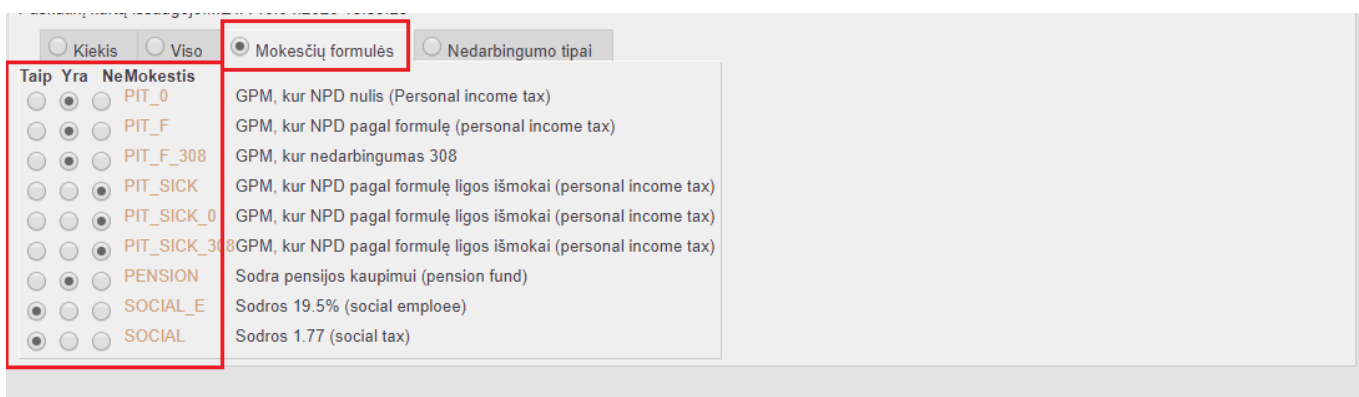 Kiekis Viso Mokesčių formulės Nedarbingumo tipai
Taip Yra Ne Mokestis
PIT_0 GPM, kur NPD nulis (Personal income tax)
PIT_F GPM, kur NPD pagal formulę (personal income tax)
PIT_F_308 GPM, kur nedarbingumas 308
PIT_SICK GPM, kur NPD pagal formulę ligos išmokai (personal income tax)
PIT_SICK_0 GPM, kur NPD pagal formulę ligos išmokai (personal income tax)
PIT_SICK_308 GPM, kur NPD pagal formulę ligos išmokai (personal income tax)
PENSION Sodra pensijos kaupimui (pension fund)
SOCIAL_E Sodros 19.5% (social emploee)
SOCIAL Sodros 1.77 (social tax)